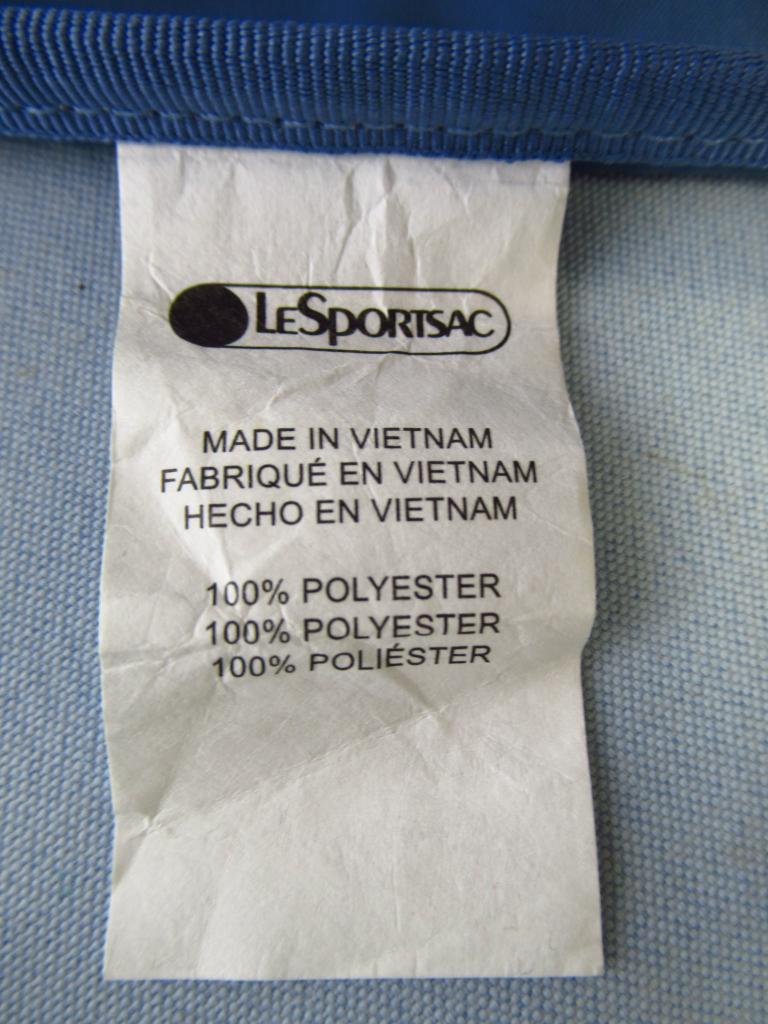 LESPORTSAC
MADE IN VIETNAM
FABRIQUÉ EN VIETNAM
HECHO EN VIETNAM
100% POLYESTER
100% POLYESTER
100% POLIÉSTER